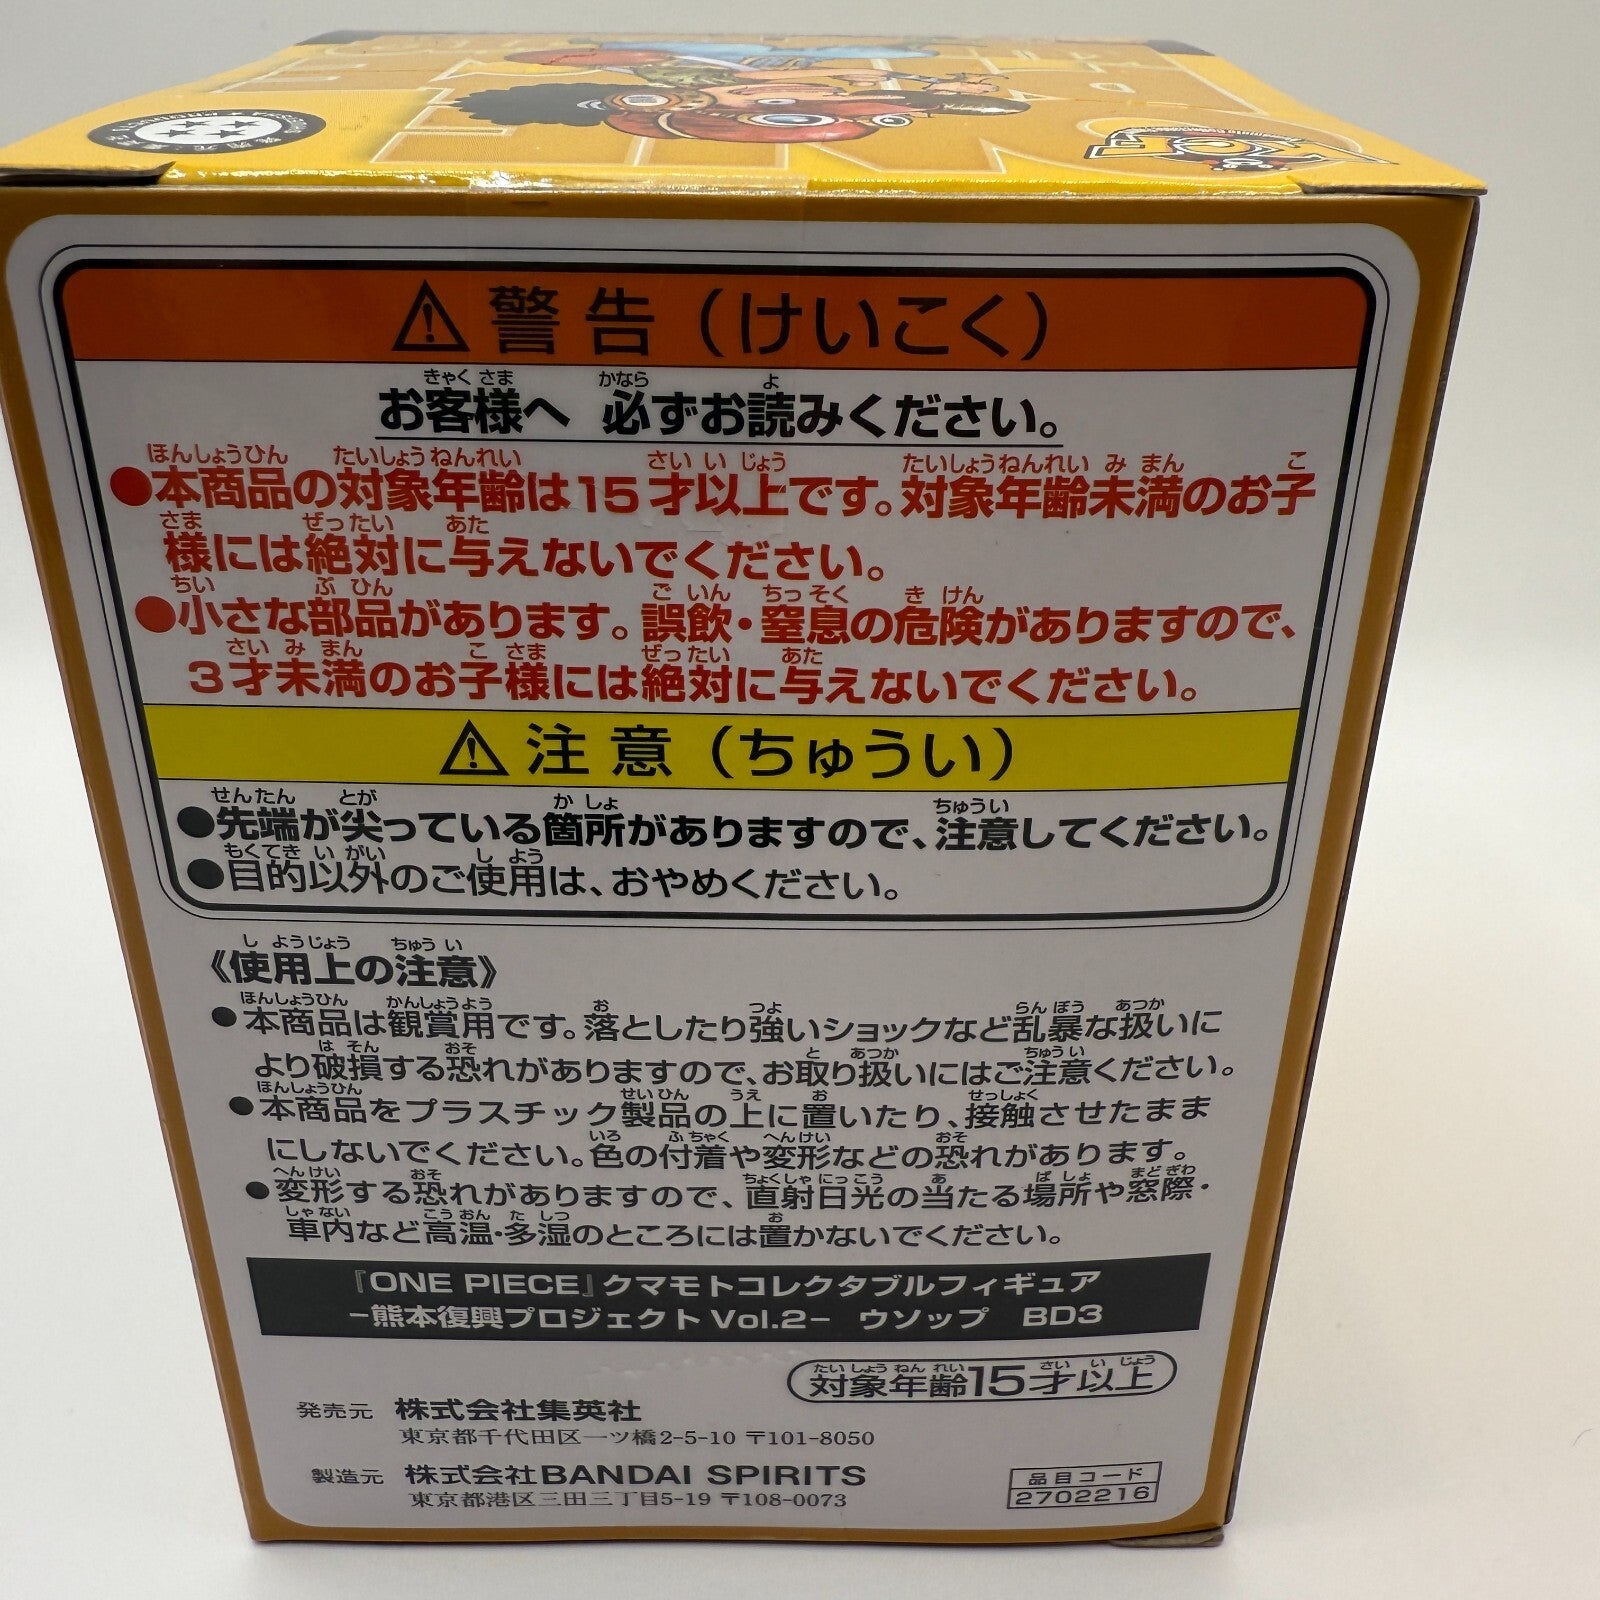 発売元:集英社
⚠警告（けいこく）
お客様へ 必ずお読みください。
●本商品の対象年齢は15才以上です。対象年齢未満のお子
様には絶対に与えないでください。
●小さな部品があります。誤飲・窒息の危険がありますので、
3才未満のお子様には絶対に与えないでください。
⚠注意（ちゅうい）
●先端が尖っている箇所がありますので、注意してください。
●目的以外のご使用は、おやめください。
《使用上の注意》
●本商品は観賞用です。落としたり強いショックなど乱暴な扱いに
より破損する恐れがありますので、お取り扱いにはご注意ください。
●本商品をプラスチック製品の上に置いたり、接触させたまま
にしないでください。色の付着や変形などの恐れがあります。
●変形する恐れがありますので、直射日光の当たる場所や窓際・
車内など高温・多湿のところには置かないでください。
『ONE PIECE』クマモトコレクタブルフィギュア
-熊本復興プロジェクトVol.2- ウソップ BD3
対象年齢15才以上
発売元 株式会社集英社
東京都千代田区一ツ橋2-5-10 〒101-8050
製造元 株式会社BANDAI SPIRITS
東京都港区三田三丁目5-19 〒108-0073
品目コード
2702216